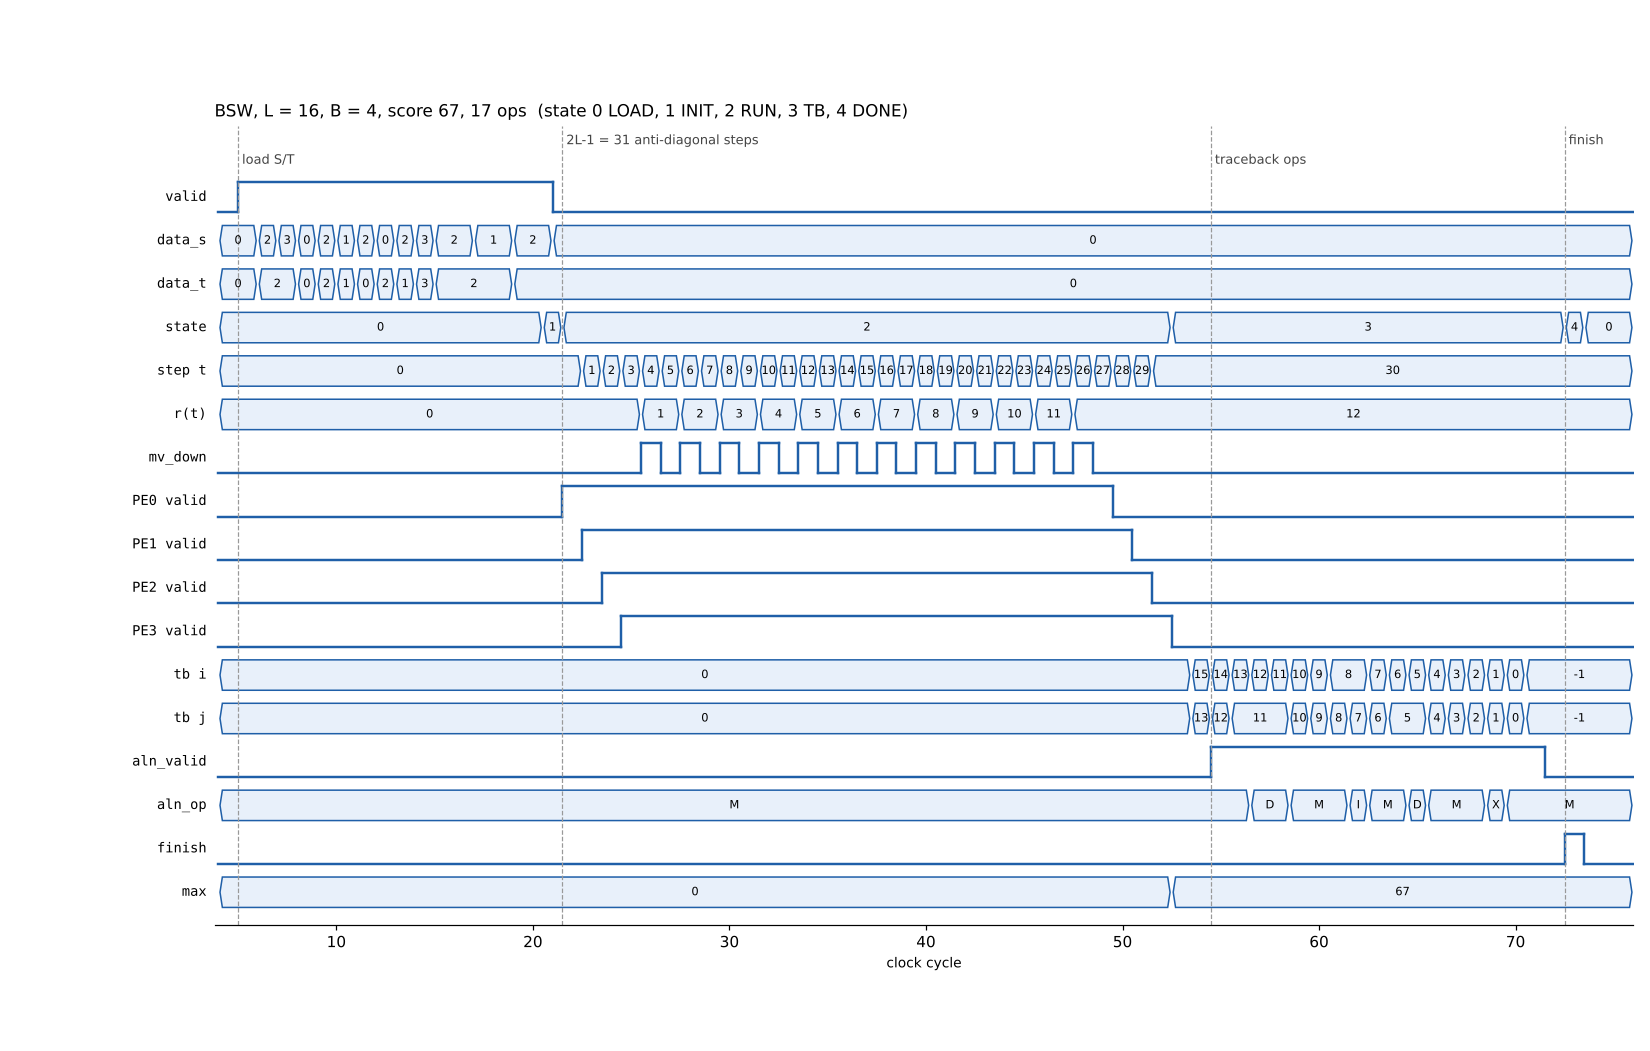 BSW, L = 16, B = 4, score 67, 17 ops  (state 0 LOAD, 1 INIT, 2 RUN, 3 TB, 4 DONE)
2L-1 = 31 anti-diagonal steps
finish
load S/T
traceback ops
valid
data_s 0 2 3 0 2 1 2 0 2 3 2 1 2 0
data_t 0 2 0 2 1 0 2 1 3 2 0
state 0 1 2 3 4 0
step t 0 1 2 3 4 5 6 7 8 9 10 11 12 13 14 15 16 17 18 19 20 21 22 23 24 25 26 27 28 29 30
r(t) 0 1 2 3 4 5 6 7 8 9 10 11 12
mv_down
PE0 valid
PE1 valid
PE2 valid
PE3 valid
tb i 0 15 14 13 12 11 10 9 8 7 6 5 4 3 2 1 0 -1
tb j 0 13 12 11 10 9 8 7 6 5 4 3 2 1 0 -1
aln_valid
aln_op M D M I M D M X M
finish
max 0 67
10 20 30 40 50 60 70
clock cycle